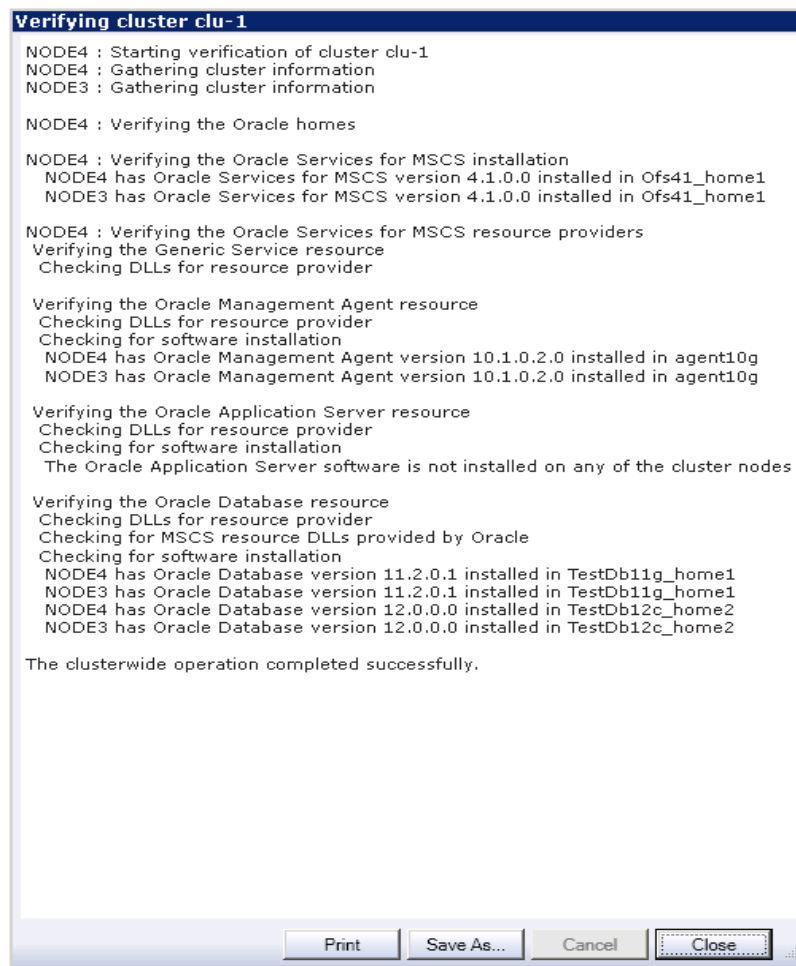 Verifying cluster clu-1
NODE4 : Starting verification of cluster clu-1
NODE4 : Gathering cluster information
NODE3 : Gathering cluster information
NODE4 : Verifying the Oracle homes
NODE4 : Verifying the Oracle Services for MSCS installation
NODE4 has Oracle Services for MSCS version 4.1.0.0 installed in Ofs41_home1
NODE3 has Oracle Services for MSCS version 4.1.0.0 installed in Ofs41_home1
NODE4 : Verifying the Oracle Services for MSCS resource providers
Verifying the Generic Service resource
Checking DLLs for resource provider
Verifying the Oracle Management Agent resource
Checking DLLs for resource provider
Checking for software installation
NODE4 has Oracle Management Agent version 10.1.0.2.0 installed in agent10g
NODE3 has Oracle Management Agent version 10.1.0.2.0 installed in agent10g
Verifying the Oracle Application Server resource
Checking DLLs for resource provider
Checking for software installation
The Oracle Application Server software is not installed on any of the cluster nodes
Verifying the Oracle Database resource
Checking DLLs for resource provider
Checking for MSCS resource DLLs provided by Oracle
Checking for software installation
NODE4 has Oracle Database version 11.2.0.1 installed in TestDb11g_home1
NODE3 has Oracle Database version 11.2.0.1 installed in TestDb11g_home1
NODE4 has Oracle Database version 12.0.0.0 installed in TestDb12c_home2
NODE3 has Oracle Database version 12.0.0.0 installed in TestDb12c_home2
The clusterwide operation completed successfully.
Print Save As... Cancel Close